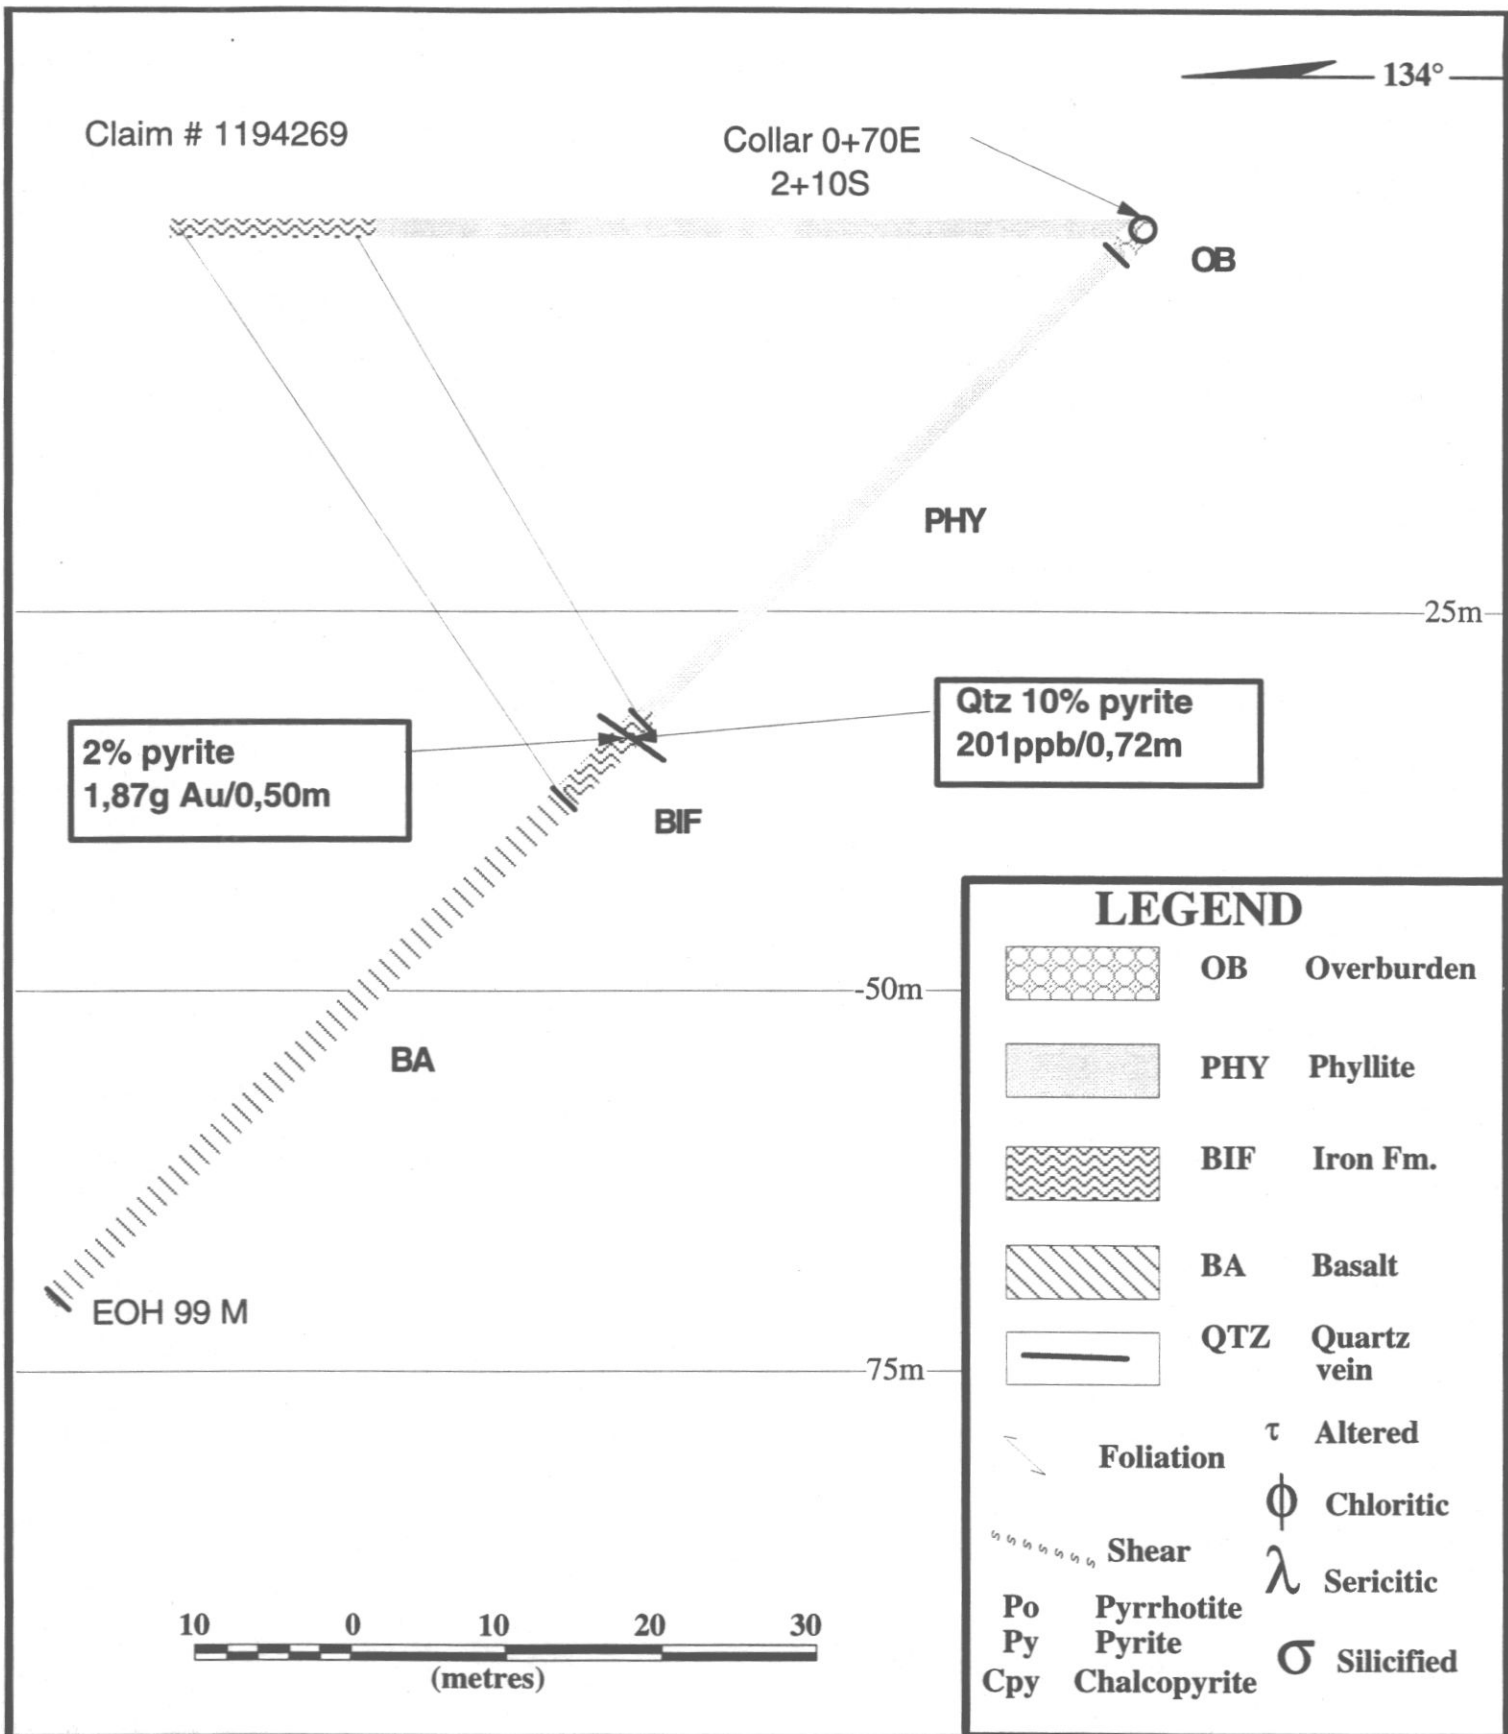 134°
Claim # 1194269
Collar 0+70E
2+10S
OB
PHY
25m
Qtz 10% pyrite
201ppb/0,72m
2% pyrite
1,87g Au/0,50m
BIF
-50m
BA
EOH 99 M
75m
LEGEND
OB Overburden
PHY Phyllite
BIF Iron Fm.
BA Basalt
QTZ Quartz
vein
τ Altered
Foliation
ϕ Chloritic
s s s s s s s Shear
λ Sericitic
Po Pyrrhotite
Py Pyrite
σ Silicified
Cpy Chalcopyrite
10 0 10 20 30
(metres)